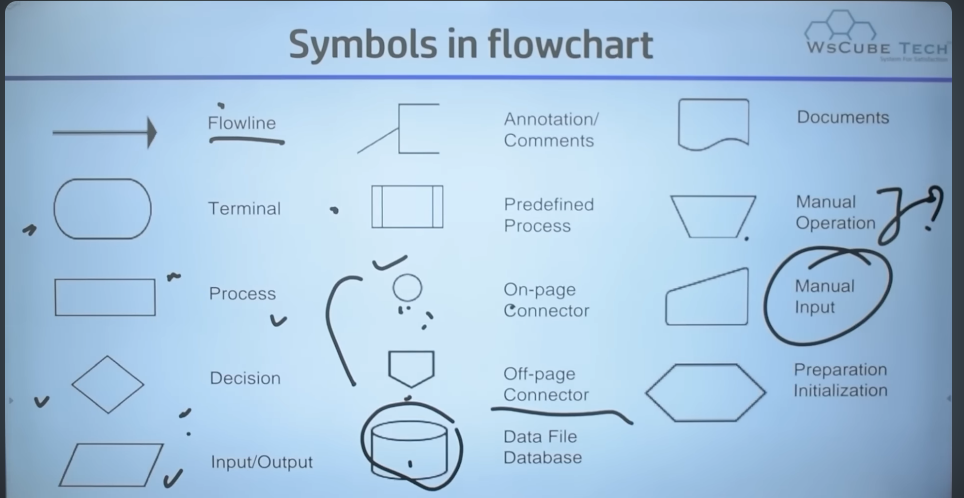 Symbols in flowchart
WsCube Tech
Flowline
Terminal
Process
Decision
Input/Output
Annotation/
Comments
Predefined
Process
On-page
Connector
Off-page
Connector
Data File
Database
Documents
Manual
Operation
Manual
Input
Preparation
Initialization